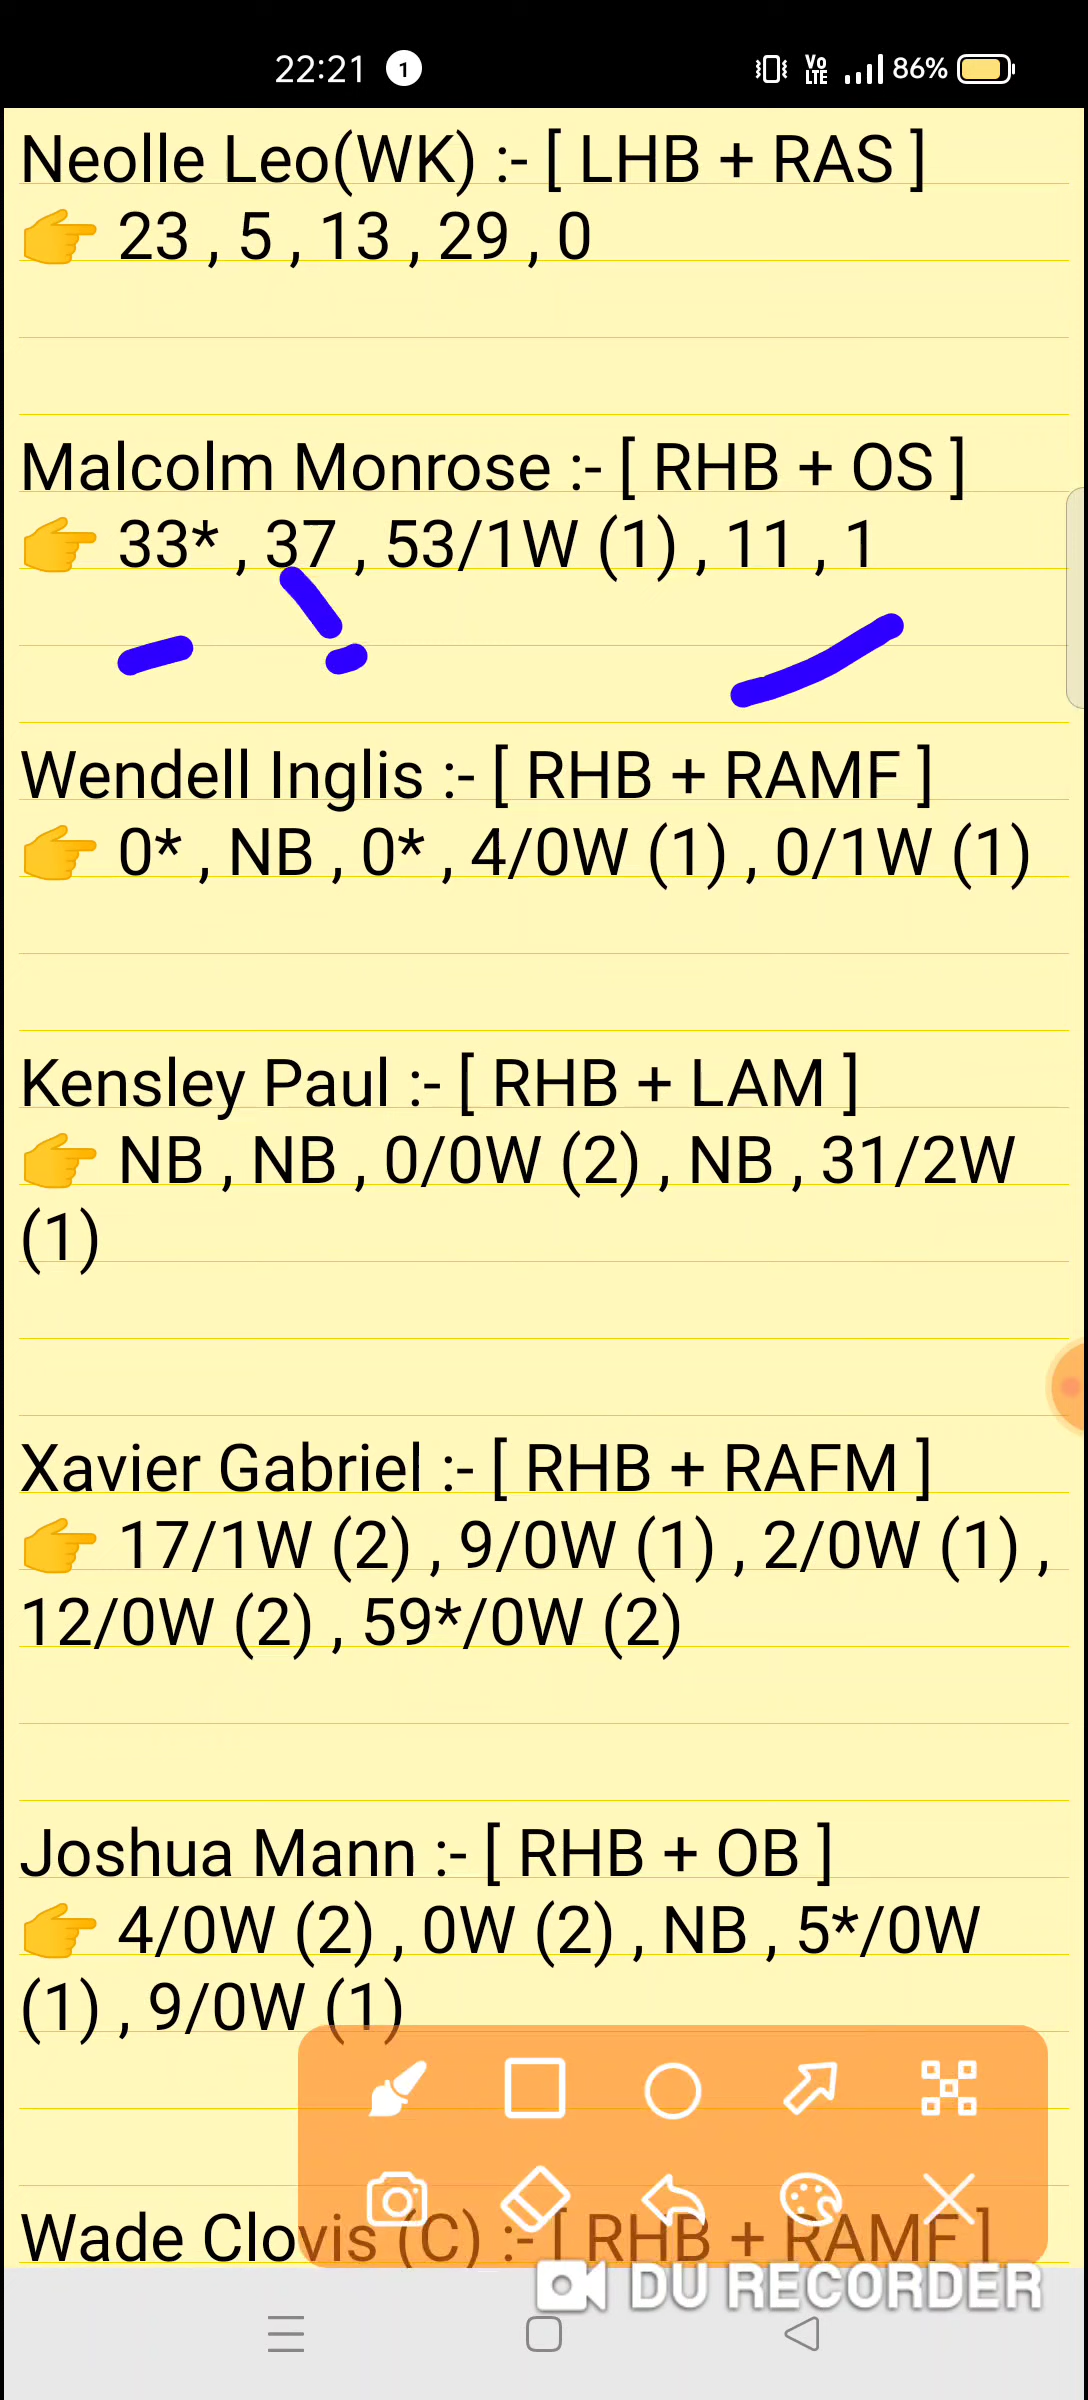 22:21 1 Vo LTE 86%
Neolle Leo(WK) :- [ LHB + RAS ]
👉 23 , 5 , 13 , 29 , 0
Malcolm Monrose :- [ RHB + OS ]
👉 33* , 37 , 53/1W (1) , 11 , 1
Wendell Inglis :- [ RHB + RAMF ]
👉 0* , NB , 0* , 4/0W (1) , 0/1W (1)
Kensley Paul :- [ RHB + LAM ]
👉 NB , NB , 0/0W (2) , NB , 31/2W
(1)
Xavier Gabriel :- [ RHB + RAFM ]
👉 17/1W (2) , 9/0W (1) , 2/0W (1) ,
12/0W (2) , 59*/0W (2)
Joshua Mann :- [ RHB + OB ]
👉 4/0W (2) , 0W (2) , NB , 5*/0W
(1) , 9/0W (1)
Wade Clovis (C) :- [ RHB + RAMF ]
DU RECORDER